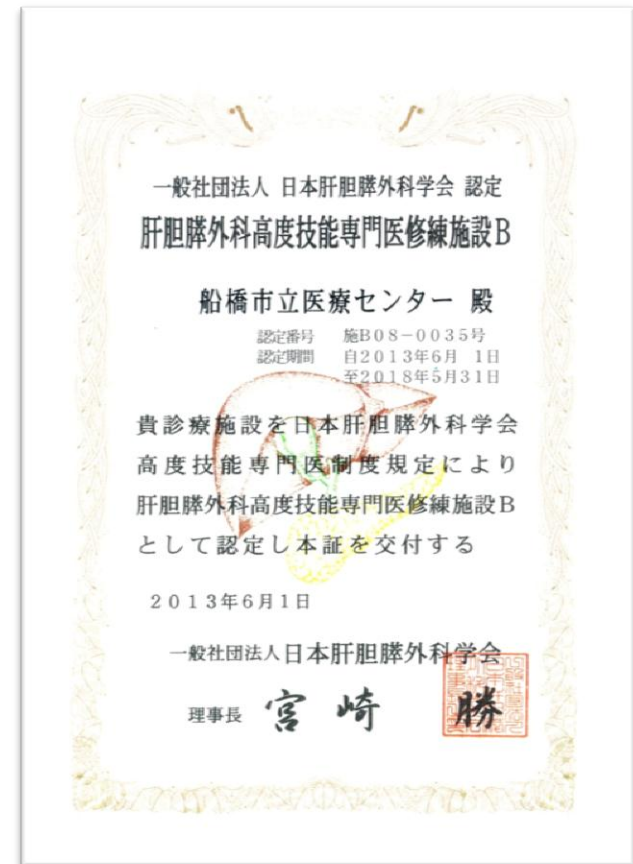 一般社団法人 日本肝胆膵外科学会 認定
肝胆膵外科高度技能専門医修練施設B
船橋市立医療センター 殿
認定番号 施B08-0035号
認定期間 自2013年6月 1日
至2018年5月31日
貴診療施設を日本肝胆膵外科学会
高度技能専門医制度規定により
肝胆膵外科高度技能専門医修練施設B
として認定し本証を交付する
2013年6月1日
一般社団法人日本肝胆膵外科学会
理事長 宮崎 勝